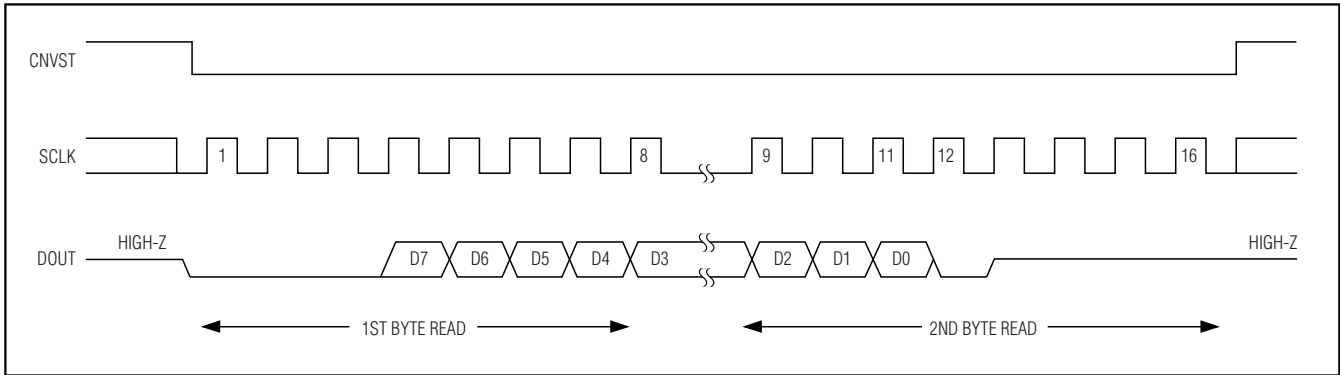 CNVST
SCLK 1 8 9 11 12 16
HIGH-Z HIGH-Z
DOUT D7 D6 D5 D4 D3 D2 D1 D0
1ST BYTE READ 2ND BYTE READ